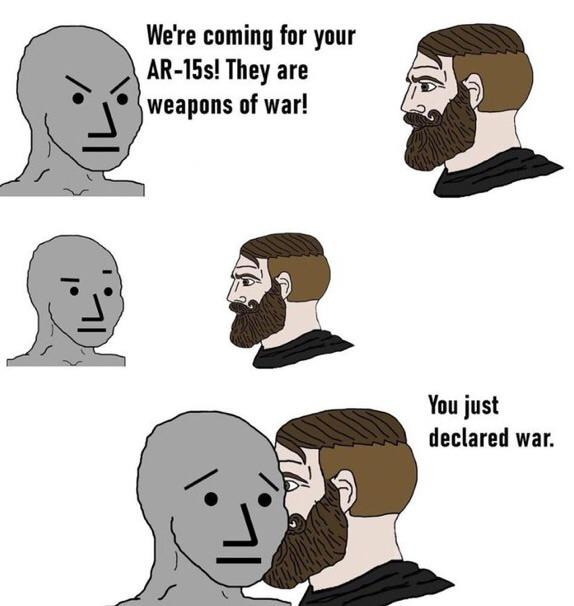 We're coming for your
AR-15s! They are
weapons of war!
You just
declared war.